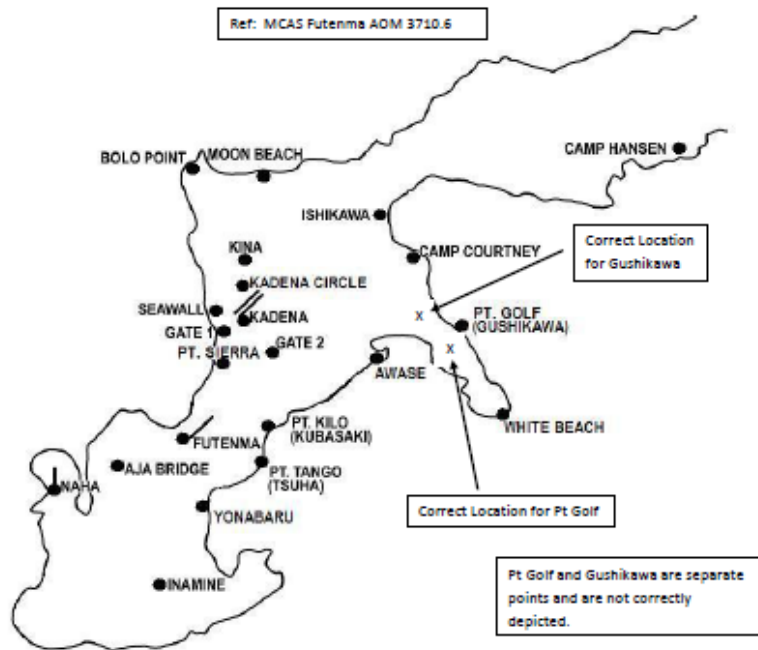 Ref: MCAS Futenma AOM 3710.6
MOON BEACH
BOLO POINT
CAMP HANSEN
ISHIKAWA
Correct Location
for Gushikawa
KINA
CAMP COURTNEY
KADENA CIRCLE
SEAWALL
KADENA
X
PT. GOLF
(GUSHIKAWA)
GATE 1
PT. SIERRA
GATE 2
X
AWASE
WHITE BEACH
PT. KILO
(KUBASAKI)
FUTENMA
AJA BRIDGE
PT. TANGO
(TSUHA)
NAHA
YONABARU
Correct Location for Pt Golf
INAMINE
Pt Golf and Gushikawa are separate
points and are not correctly
depicted.